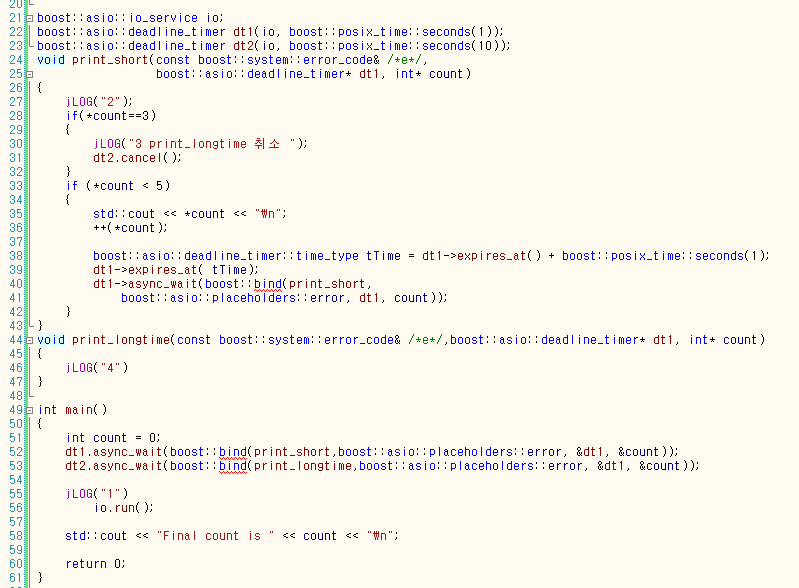 20
21 boost::asio::io_service io;
22 boost::asio::deadline_timer dt1(io, boost::posix_time::seconds(1));
23 boost::asio::deadline_timer dt2(io, boost::posix_time::seconds(10));
24 void print_short(const boost::system::error_code& /*e*/,
25 boost::asio::deadline_timer* dt1, int* count)
26 {
27 jLOG("2");
28 if(*count==3)
29 {
30 jLOG("3 print_longtime 취소 ");
31 dt2.cancel();
32 }
33 if (*count < 5)
34 {
35 std::cout << *count << "₩n";
36 ++(*count);
37
38 boost::asio::deadline_timer::time_type tTime = dt1->expires_at() + boost::posix_time::seconds(1);
39 dt1->expires_at( tTime);
40 dt1->async_wait(boost::bind(print_short,
41 boost::asio::placeholders::error, dt1, count));
42 }
43 }
44 void print_longtime(const boost::system::error_code& /*e*/,boost::asio::deadline_timer* dt1, int* count)
45 {
46 jLOG("4")
47 }
48
49 int main()
50 {
51 int count = 0;
52 dt1.async_wait(boost::bind(print_short,boost::asio::placeholders::error, &dt1, &count));
53 dt2.async_wait(boost::bind(print_longtime,boost::asio::placeholders::error, &dt1, &count));
54
55 jLOG("1")
56 io.run();
57
58 std::cout << "Final count is " << count << "₩n";
59
60 return 0;
61 }